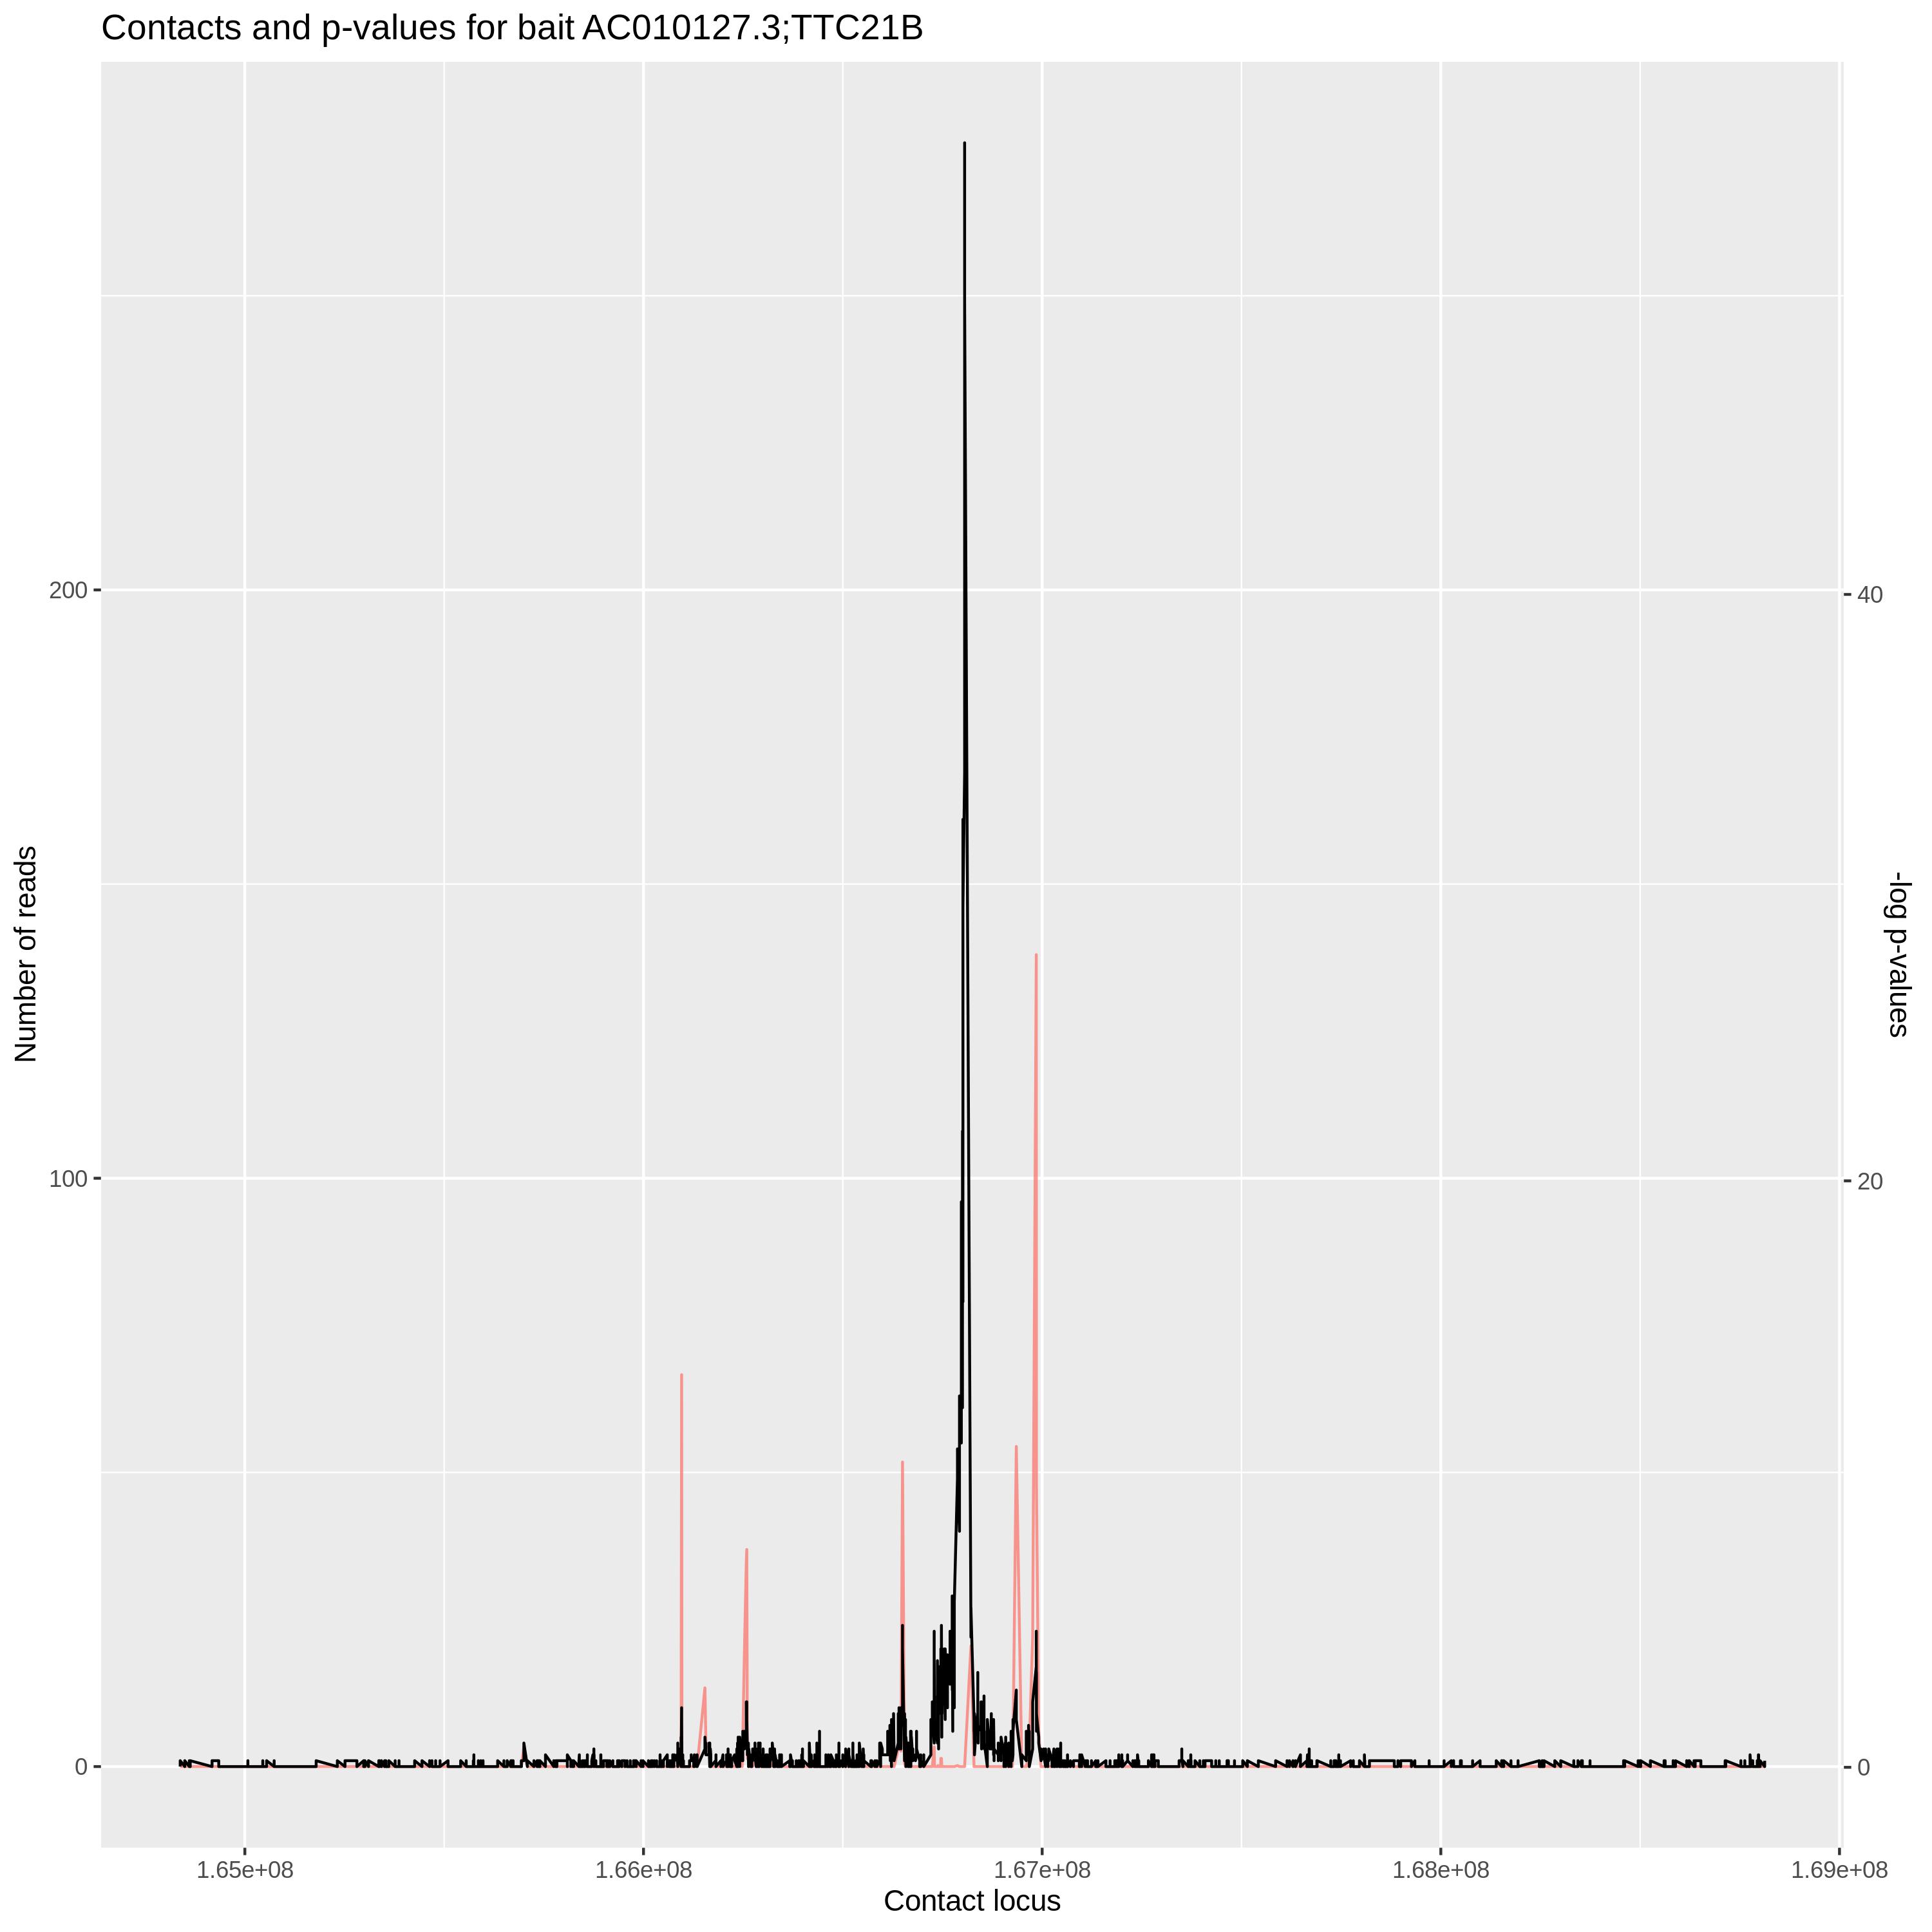 Contacts and p-values for bait AC010127.3;TTC21B
Number of reads
200
100
0
40
20
0
-log p-values
1.65e+08
1.66e+08
1.67e+08
1.68e+08
1.69e+08
Contact locus